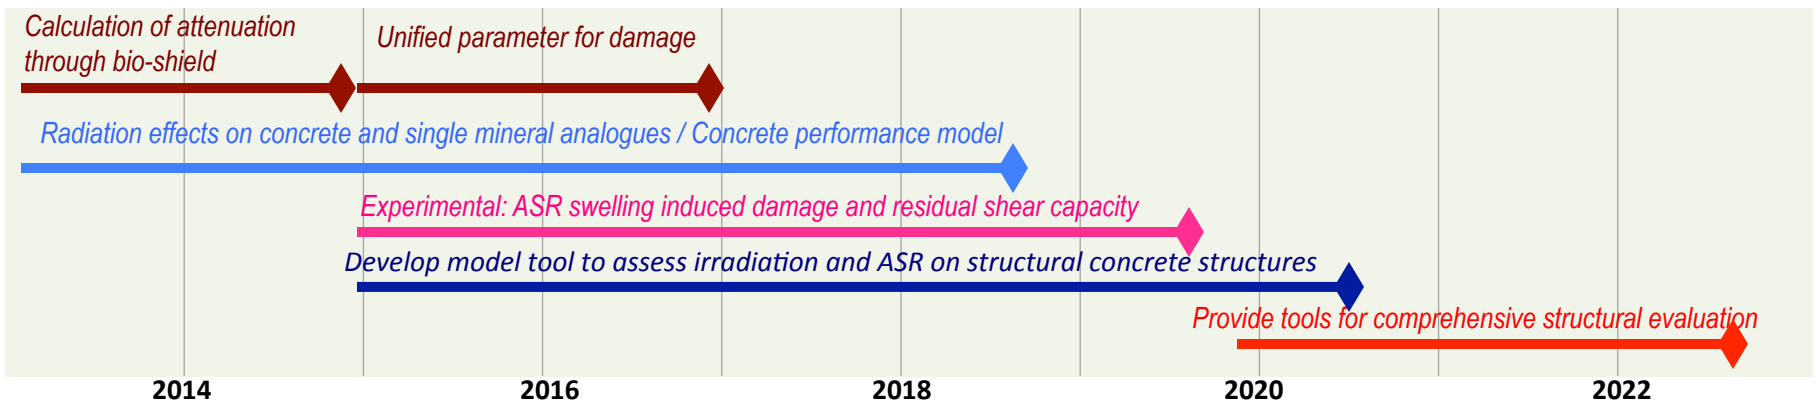 Calculation of attenuation
through bio-shield
Unified parameter for damage
Radiation effects on concrete and single mineral analogues / Concrete performance model
Experimental: ASR swelling induced damage and residual shear capacity
Develop model tool to assess irradiation and ASR on structural concrete structures
Provide tools for comprehensive structural evaluation
2014
2016
2018
2020
2022